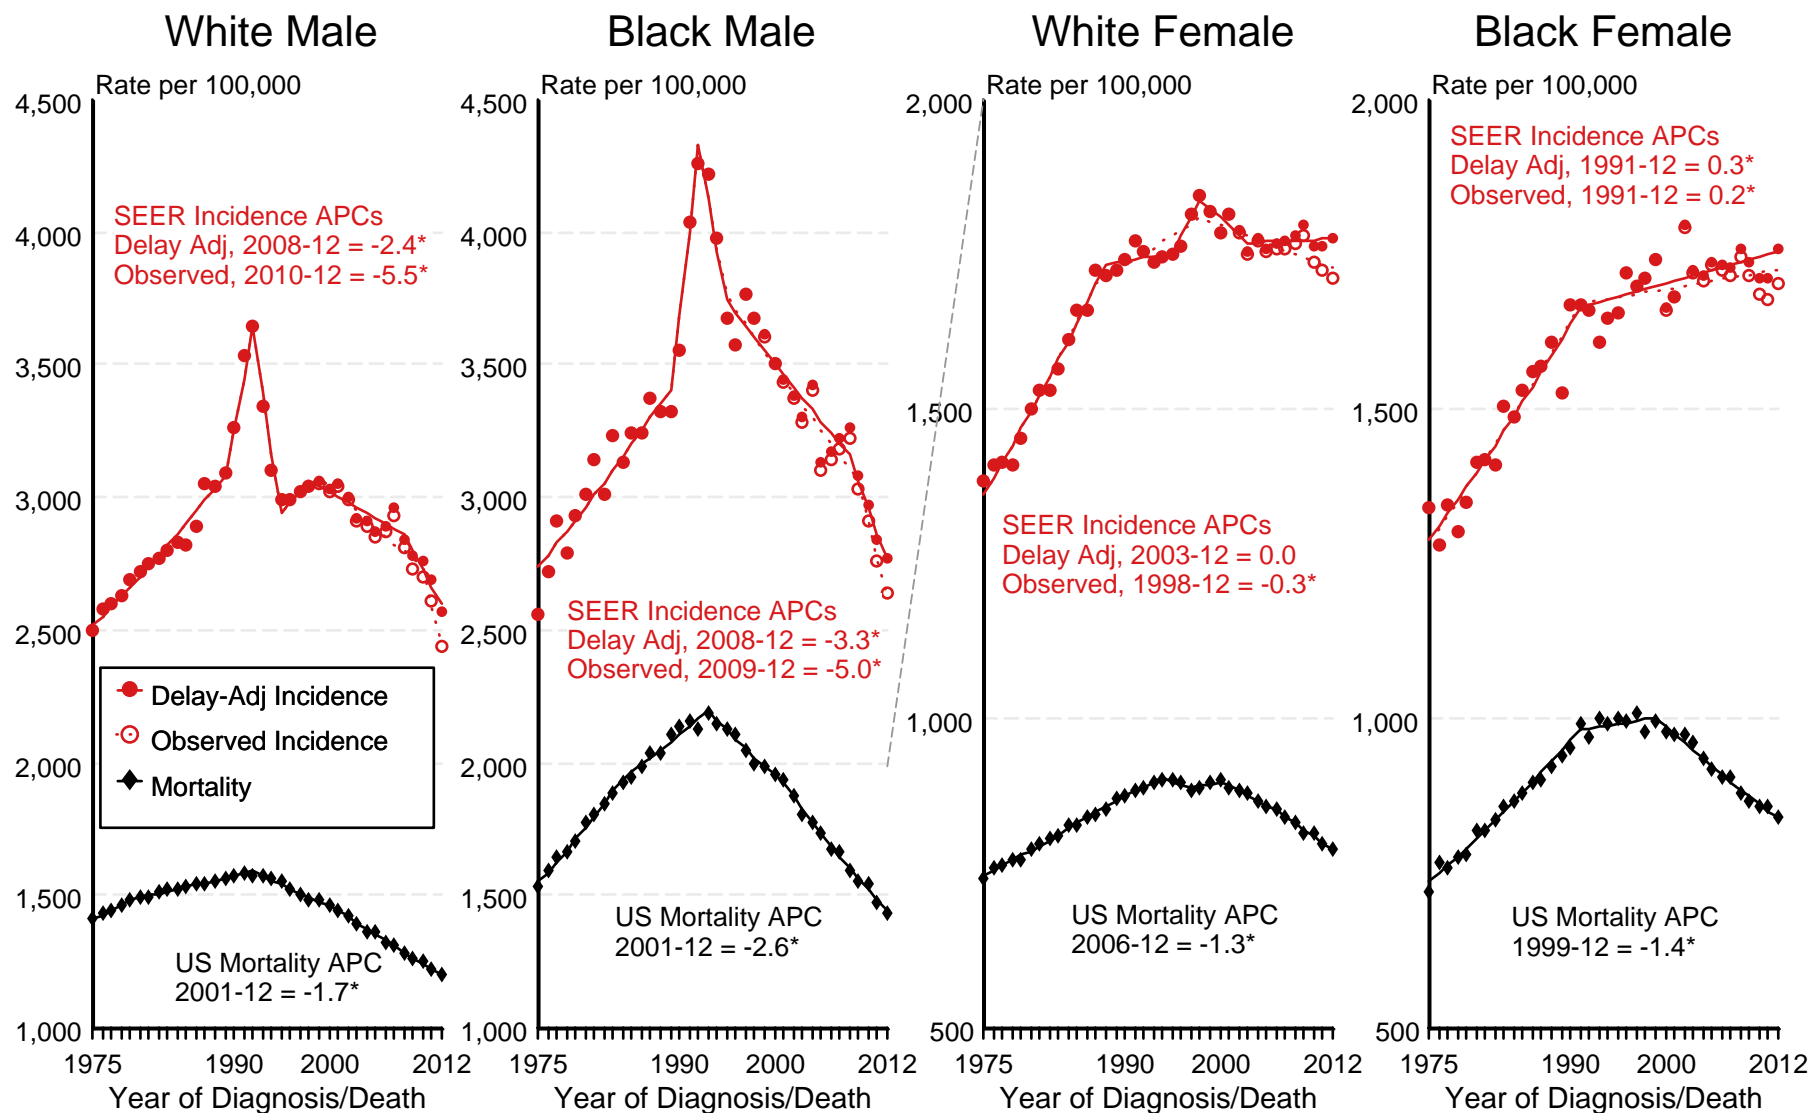 White Male
Black Male
White Female
Black Female
Rate per 100,000
4,500
4,000
3,500
3,000
2,500
2,000
1,500
1,000
SEER Incidence APCs
Delay Adj, 2008-12 = -2.4*
Observed, 2010-12 = -5.5*
Delay-Adj Incidence
Observed Incidence
Mortality
US Mortality APC
2001-12 = -1.7*
1975
1990
2000
2012
Year of Diagnosis/Death
Rate per 100,000
4,500
4,000
3,500
3,000
2,500
2,000
1,500
1,000
SEER Incidence APCs
Delay Adj, 2008-12 = -3.3*
Observed, 2009-12 = -5.0*
US Mortality APC
2001-12 = -2.6*
1975
1990
2000
2012
Year of Diagnosis/Death
Rate per 100,000
2,000
1,500
1,000
500
SEER Incidence APCs
Delay Adj, 2003-12 = 0.0
Observed, 1998-12 = -0.3*
US Mortality APC
2006-12 = -1.3*
1975
1990
2000
2012
Year of Diagnosis/Death
Rate per 100,000
2,000
1,500
1,000
500
SEER Incidence APCs
Delay Adj, 1991-12 = 0.3*
Observed, 1991-12 = 0.2*
US Mortality APC
1999-12 = -1.4*
1975
1990
2000
2012
Year of Diagnosis/Death